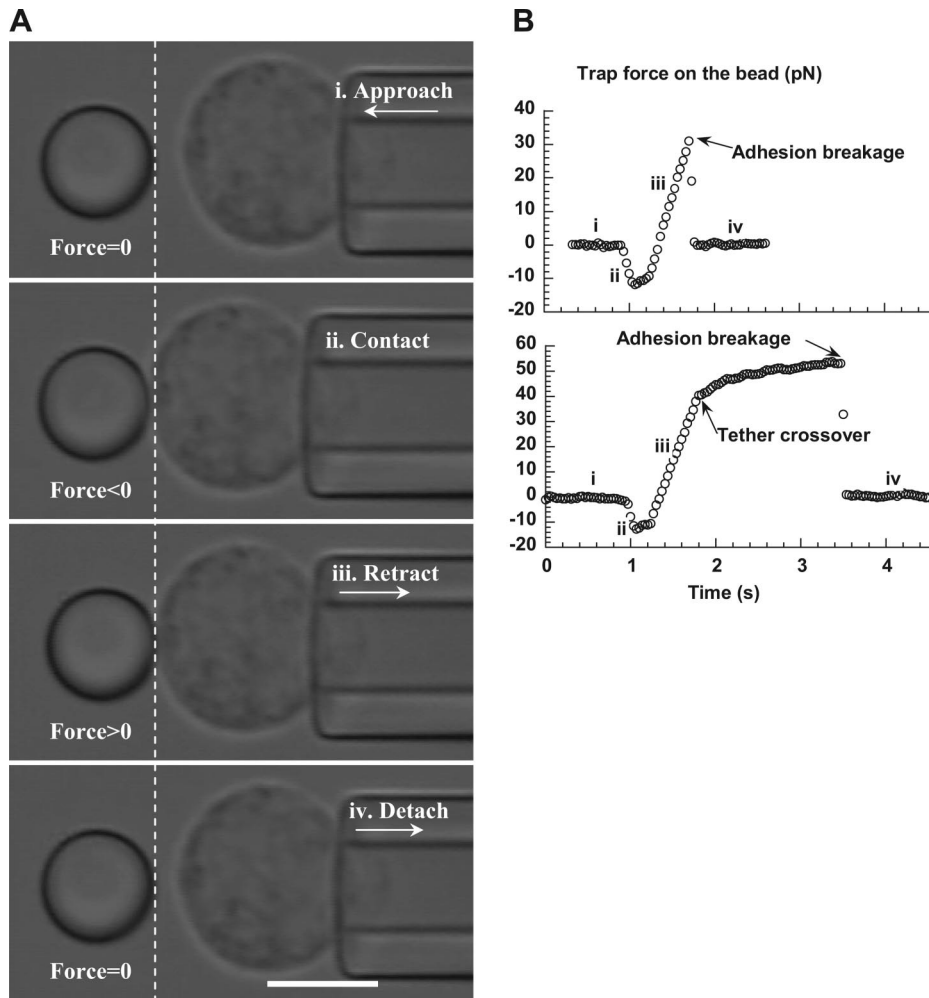 A
i. Approach
Force=0
ii. Contact
Force<0
iii. Retract
Force>0
iv. Detach
Force=0
B
Trap force on the bead (pN)
40
30
20
10
0
-10
-20
i
ii
iii
iv
Adhesion breakage
60
50
40
30
20
10
0
-10
-20
i
ii
iii
iv
Adhesion breakage
Tether crossover
0 1 2 3 4
Time (s)